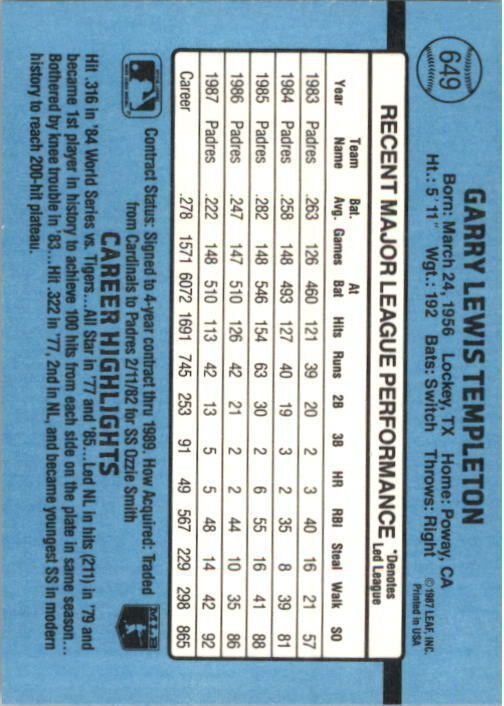 649
GARRY LEWIS TEMPLETON
Born: March 24, 1956 Lockey, TX Home: Poway, CA
Ht.: 5'11" Wgt.: 192 Bats: Switch Throws: Right
©1987 LEAF, INC.
Printed in USA
RECENT MAJOR LEAGUE PERFORMANCE *Denotes Led League
Year Team Name Bat. Avg. Games At Bat Hits Runs 2B 3B HR RBI Steal Walk SO
1983 Padres .263 126 460 121 39 20 2 3 40 16 21 57
1984 Padres .258 148 493 127 40 19 3 2 35 8 39 81
1985 Padres .282 148 546 154 63 30 2 6 55 16 41 88
1986 Padres .247 147 510 126 42 21 2 2 44 10 35 86
1987 Padres .222 148 510 113 42 13 5 5 48 14 42 92
Career .278 1571 6072 1691 745 253 91 49 567 229 298 865
Contract Status: Signed to 4-year contract thru 1989. How Acquired: Traded
from Cardinals to Padres 2/11/82 for SS Ozzie Smith
MLB
CAREER HIGHLIGHTS
Hit .316 in '84 World Series vs. Tigers...All Star in '77 and '85...Led NL in hits (211) in '79 and
became 1st player in history to achieve 100 hits from each side on the plate in same season....
Bothered by knee trouble in '83...Hit .322 in '77, 2nd in NL, and became youngest SS in modern
history to reach 200-hit plateau.